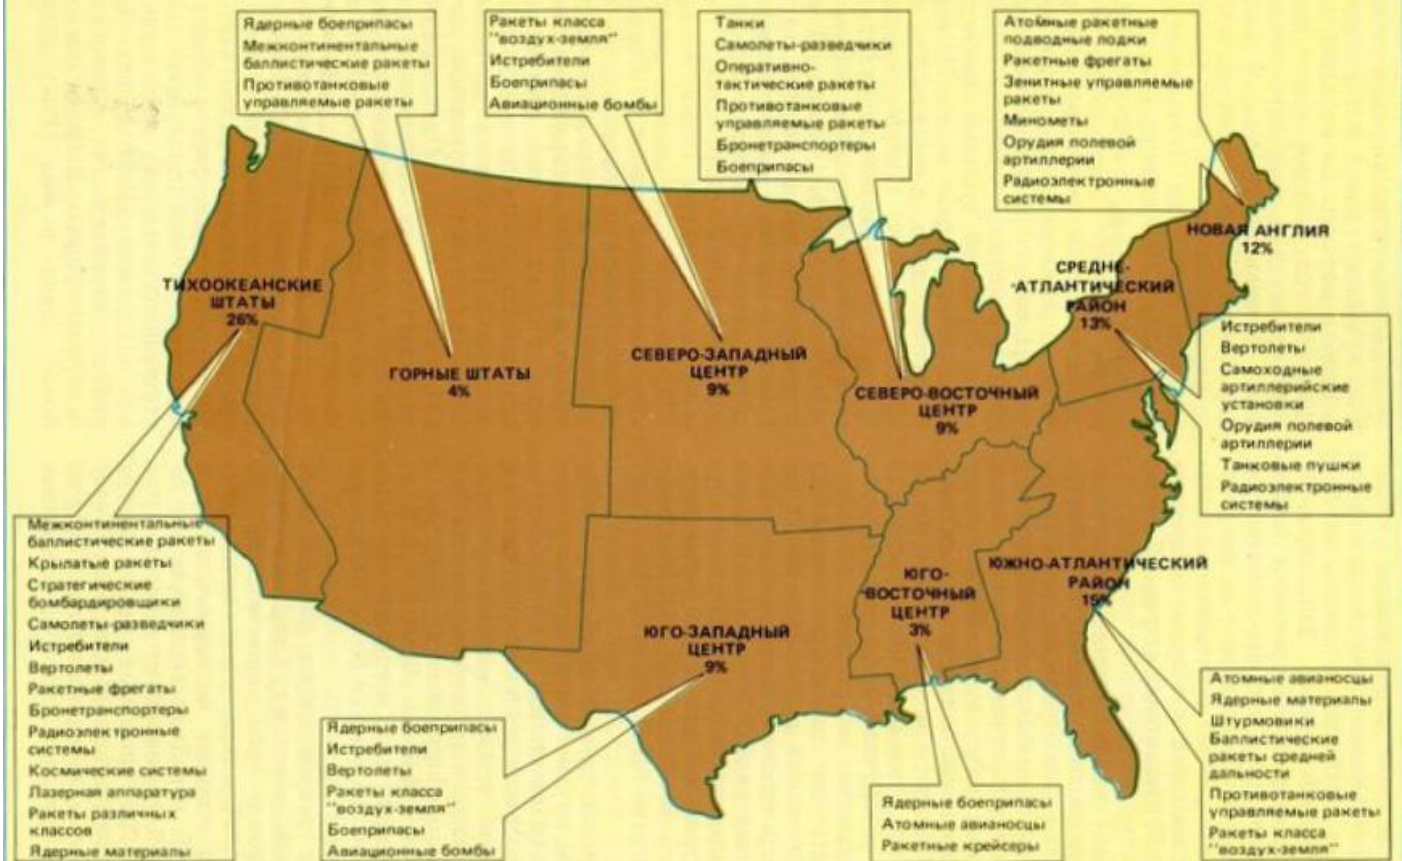 Ядерные боеприпасы
Межконтинентальные
баллистические ракеты
Противотанковые
управляемые ракеты
Ракеты класса
"воздух-земля"
Истребители
Боеприпасы
Авиационные бомбы
Танки
Самолеты-разведчики
Оперативно-
тактические ракеты
Противотанковые
управляемые ракеты
Бронетранспортеры
Боеприпасы
Атомные ракетные
подводные лодки
Ракетные фрегаты
Зенитные управляемые
ракеты
Минометы
Орудия полевой
артиллерии
Радиоэлектронные
системы
НОВАЯ АНГЛИЯ
12%
СРЕДНЕ-
АТЛАНТИЧЕСКИЙ
РАЙОН
13%
ТИХООКЕАНСКИЕ
ШТАТЫ
26%
ГОРНЫЕ ШТАТЫ
4%
СЕВЕРО-ЗАПАДНЫЙ
ЦЕНТР
9%
СЕВЕРО-ВОСТОЧНЫЙ
ЦЕНТР
9%
Истребители
Вертолеты
Самоходные
артиллерийские
установки
Орудия полевой
артиллерии
Танковые пушки
Радиоэлектронные
системы
Межконтинентальные
баллистические ракеты
Крылатые ракеты
Стратегические
бомбардировщики
Самолеты-разведчики
Истребители
Вертолеты
Ракетные фрегаты
Бронетранспортеры
Радиоэлектронные
системы
Космические системы
Лазерная аппаратура
Ракеты различных
классов
Ядерные материалы
ЮГО-ЗАПАДНЫЙ
ЦЕНТР
9%
ЮГО-
ВОСТОЧНЫЙ
ЦЕНТР
3%
ЮЖНО-АТЛАНТИЧЕСКИЙ
РАЙОН
15%
Ядерные боеприпасы
Истребители
Вертолеты
Ракеты класса
"воздух-земля"
Боеприпасы
Авиационные бомбы
Ядерные боеприпасы
Атомные авианосцы
Ракетные крейсеры
Атомные авианосцы
Ядерные материалы
Штурмовики
Баллистические
ракеты средней
дальности
Противотанковые
управляемые ракеты
Ракеты класса
"воздух-земля"